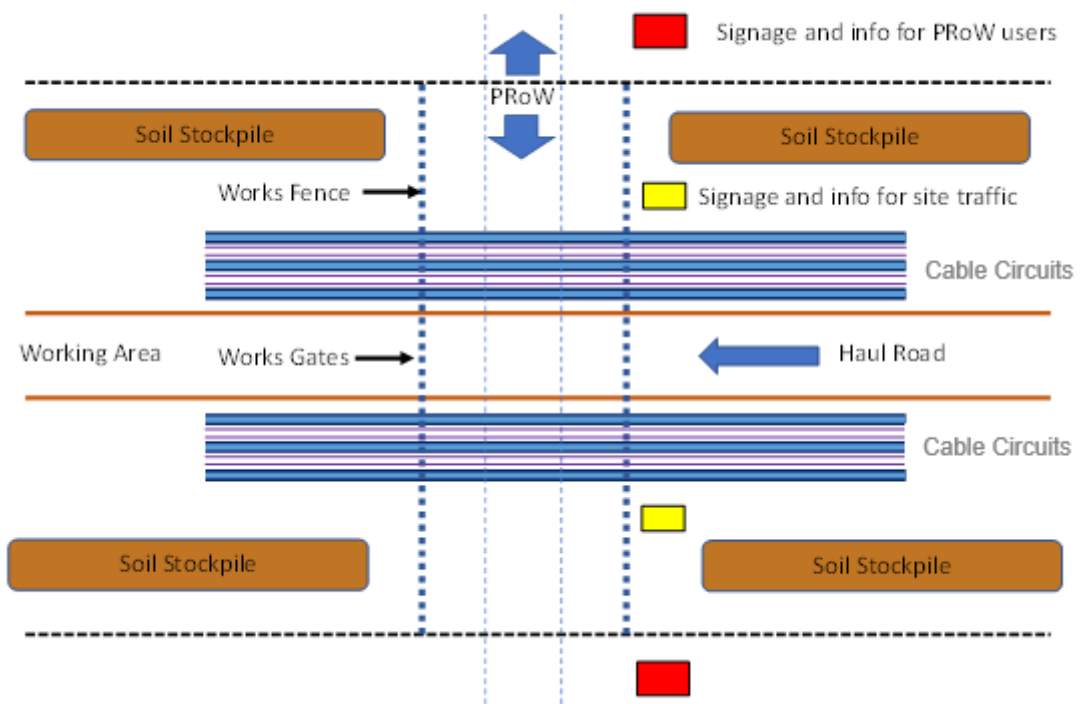 Signage and info for PRoW users
PRoW
Soil Stockpile
Soil Stockpile
Works Fence
Signage and info for site traffic
Cable Circuits
Working Area
Works Gates
Haul Road
Cable Circuits
Soil Stockpile
Soil Stockpile